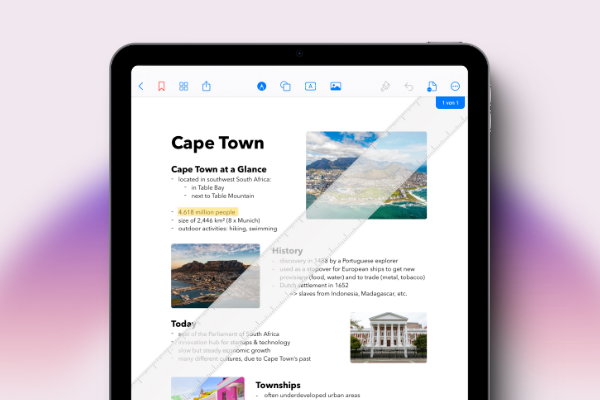 1 von 1
Cape Town
Cape Town at a Glance
- located in southwest South Africa:
◦ in Table Bay
◦ next to Table Mountain
- 4.618 million people
- size of 2,446 km² (8 x Munich)
- outdoor activities: hiking, swimming
History
- discovery in 1488 by a Portuguese explorer
- used as a stopover for European ships to get new
provisions (food, water) and to trade (metal, tobacco)
- Dutch settlement in 1652
=> slaves from Indonesia, Madagascar, etc.
Today
- seat of the Parliament of South Africa
- innovation hub for startups & technology
- slow but steady economic growth
- many different cultures, due to Cape Town's past
Townships
◦ often underdeveloped urban areas